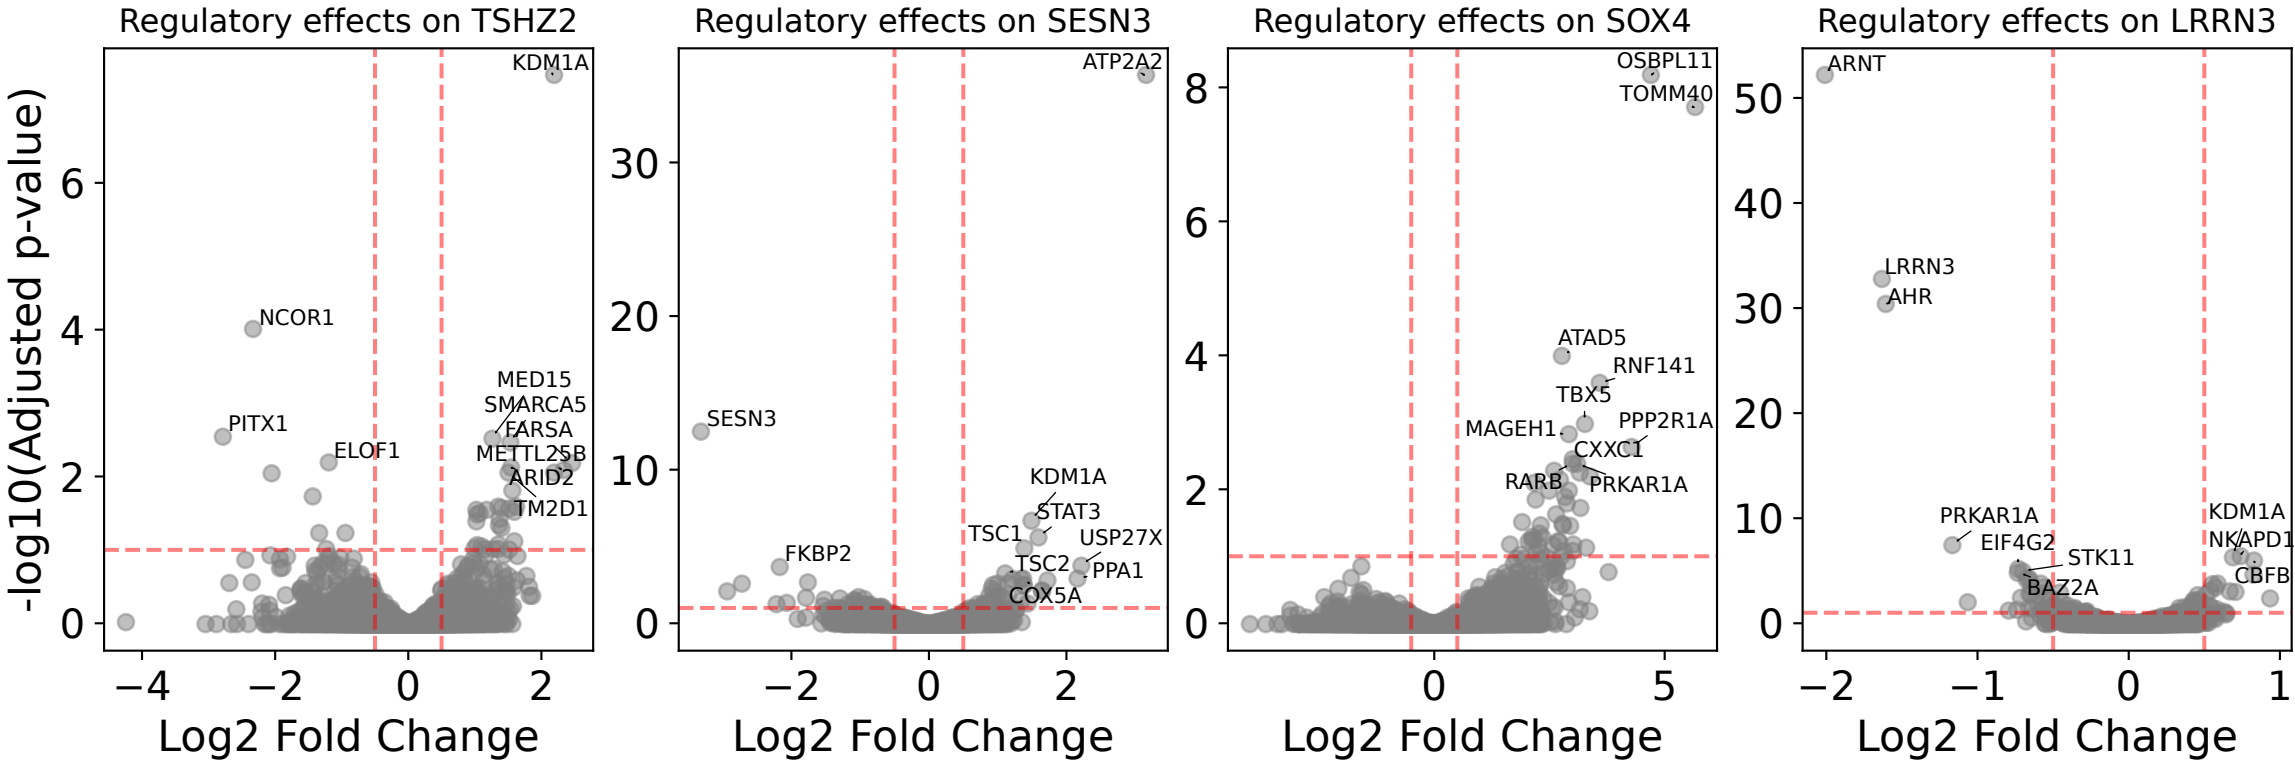 Regulatory effects on TSHZ2
-log10(Adjusted p-value)
6
4
2
0
KDM1A
NCOR1
PITX1
ELOF1
MED15
SMARCA5
FARSA
METTL25B
ARID2
TM2D1
−4 −2 0 2
Log2 Fold Change
Regulatory effects on SESN3
30
20
10
0
ATP2A2
SESN3
KDM1A
STAT3
TSC1
USP27X
FKBP2
TSC2
PPA1
COX5A
−2 0 2
Log2 Fold Change
Regulatory effects on SOX4
8
6
4
2
0
OSBPL11
TOMM40
ATAD5
RNF141
TBX5
PPP2R1A
MAGEH1
CXXC1
RARB
PRKAR1A
0 5
Log2 Fold Change
Regulatory effects on LRRN3
50
40
30
20
10
0
ARNT
LRRN3
AHR
PRKAR1A
EIF4G2
STK11
BAZ2A
KDM1A
NKAPD1
CBFB
−2 −1 0 1
Log2 Fold Change